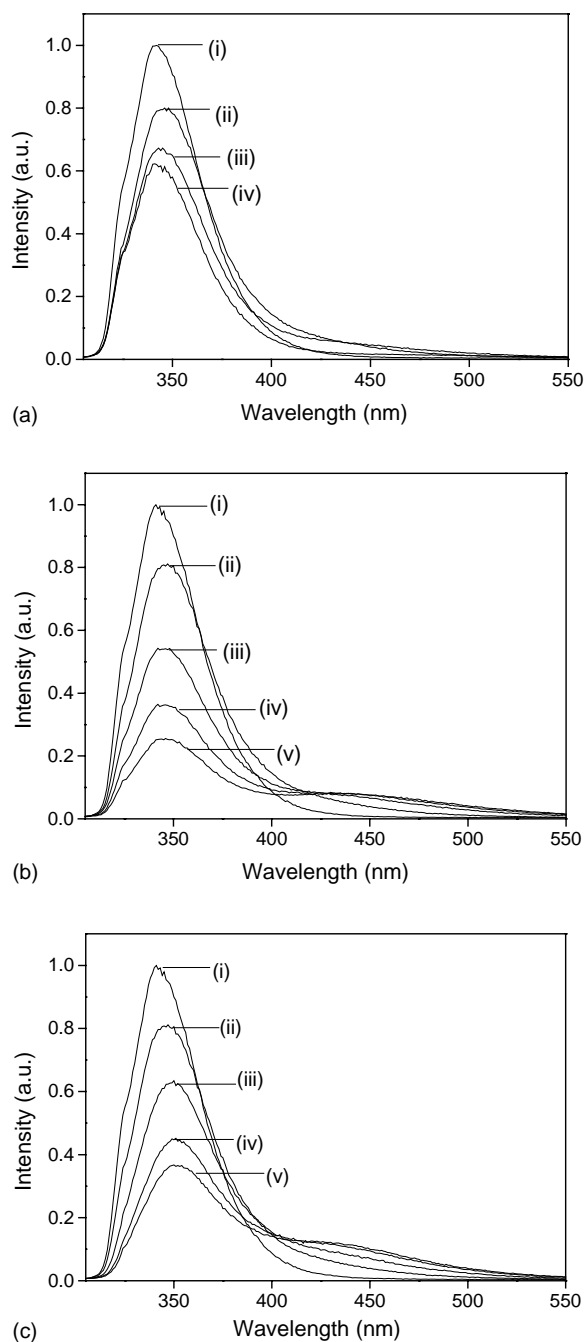 1.0
0.8
0.6
0.4
0.2
0.0
Intensity (a.u.)
(i)
(ii)
(iii)
(iv)
350 400 450 500 550
Wavelength (nm)
(a)
1.0
0.8
0.6
0.4
0.2
0.0
Intensity (a.u.)
(i)
(ii)
(iii)
(iv)
(v)
350 400 450 500 550
Wavelength (nm)
(b)
1.0
0.8
0.6
0.4
0.2
0.0
Intensity (a.u.)
(i)
(ii)
(iii)
(iv)
(v)
350 400 450 500 550
Wavelength (nm)
(c)